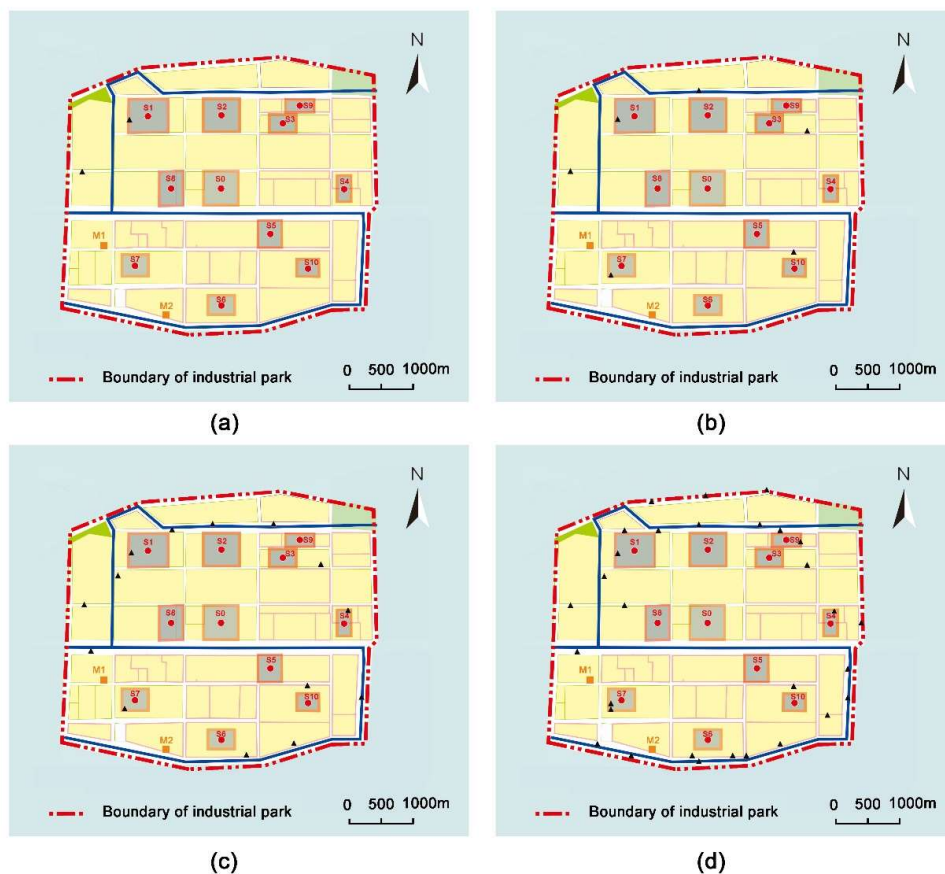 N
S1
S2
S9
S3
S8
S0
S4
M1
S5
S7
S10
M2
S6
Boundary of industrial park
0 500 1000m
(a)
N
S1
S2
S9
S3
S8
S0
S4
M1
S5
S7
S10
M2
S6
Boundary of industrial park
0 500 1000m
(b)
N
S1
S2
S9
S3
S8
S0
S4
M1
S5
S7
S10
M2
S6
Boundary of industrial park
0 500 1000m
(c)
N
S1
S2
S9
S3
S8
S0
S4
M1
S5
S7
S10
M2
S6
Boundary of industrial park
0 500 1000m
(d)